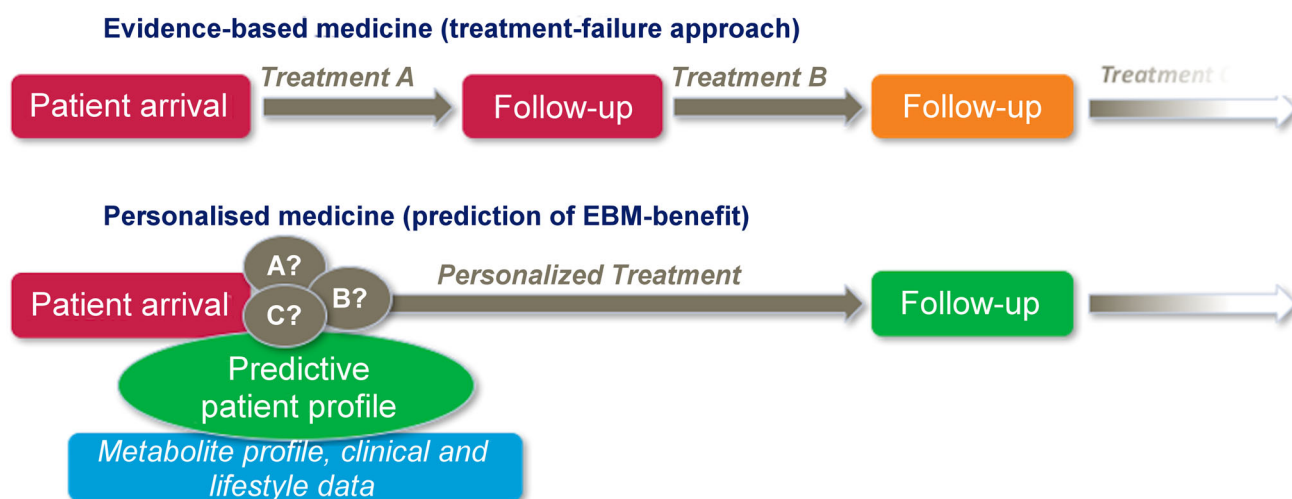 Evidence-based medicine (treatment-failure approach)
Treatment A
Treatment B
Treatment
Patient arrival
Follow-up
Follow-up
Personalised medicine (prediction of EBM-benefit)
A?
Personalized Treatment
Patient arrival
B?
C?
Follow-up
Predictive
patient profile
Metabolite profile, clinical and
lifestyle data